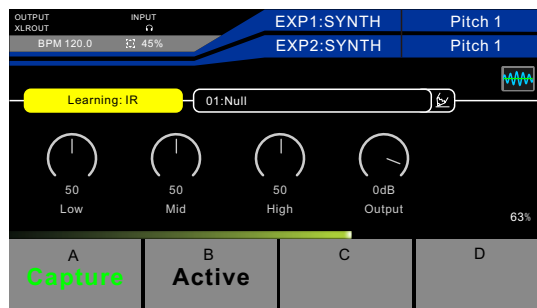 OUTPUT INPUT
XLROUT
BPM 120.0 45%
EXP1:SYNTH Pitch 1
EXP2:SYNTH Pitch 1
Learning: IR 01:Null
50 50 50 0dB
Low Mid High Output
63%
A B C D
Capture Active